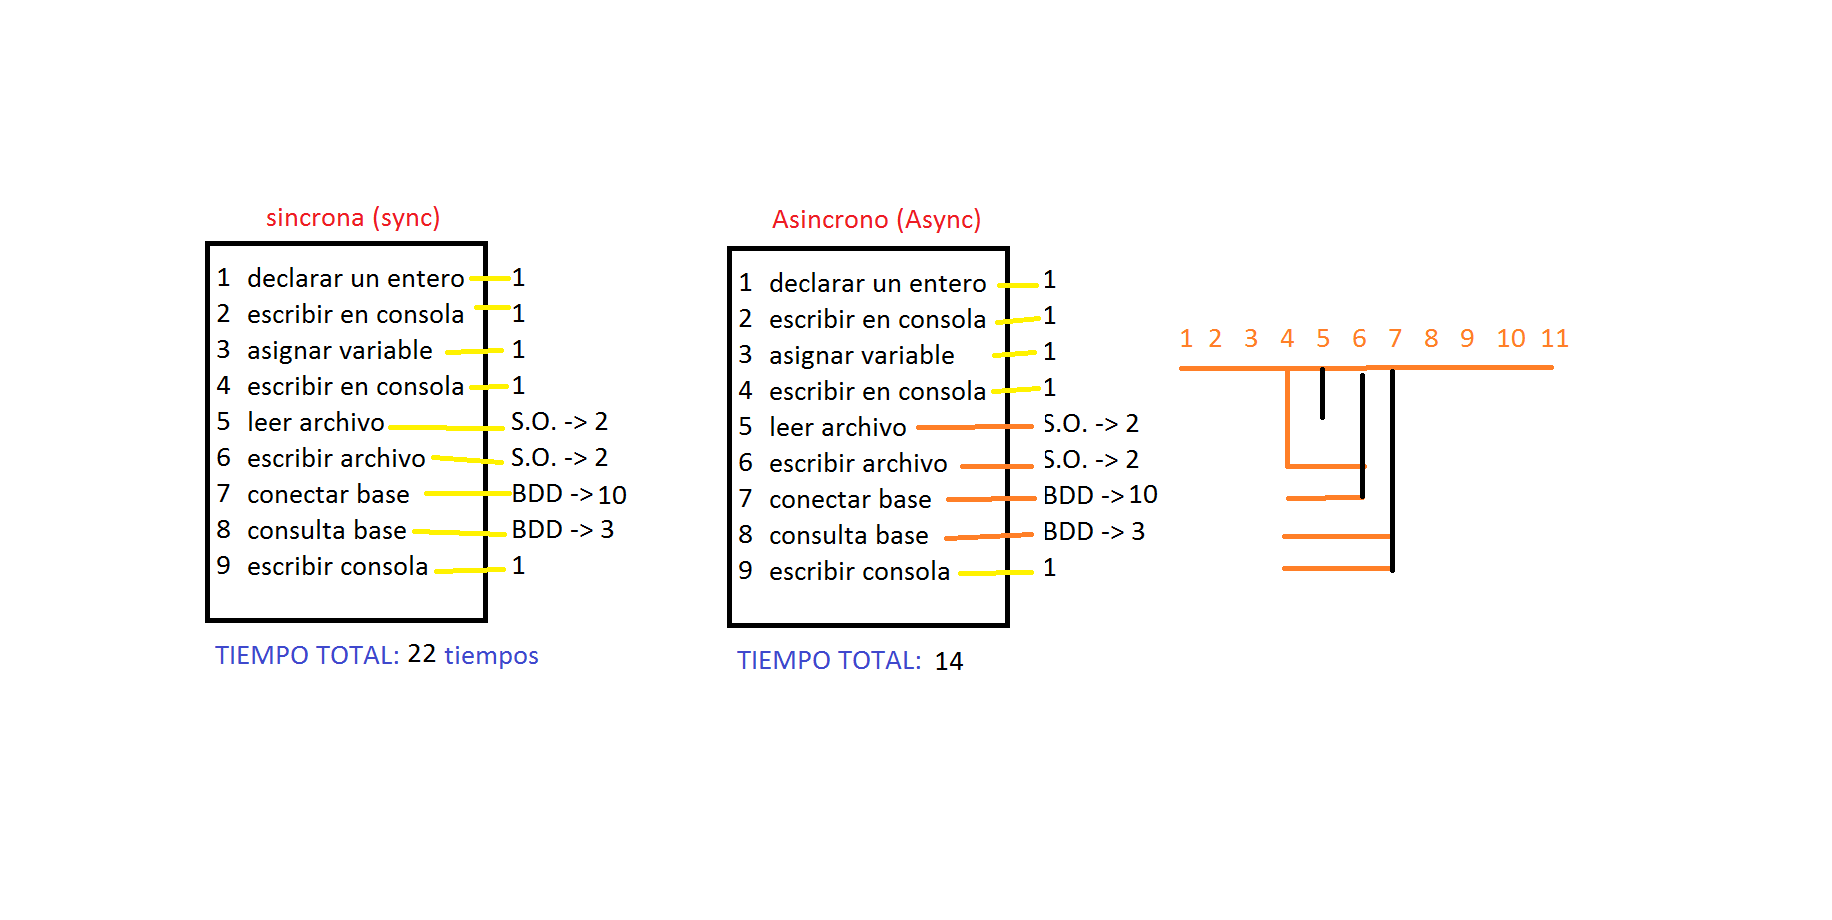 sincrona (sync)
1 declarar un entero 1
2 escribir en consola 1
3 asignar variable 1
4 escribir en consola 1
5 leer archivo S.O. -> 2
6 escribir archivo S.O. -> 2
7 conectar base BDD -> 10
8 consulta base BDD -> 3
9 escribir consola 1
TIEMPO TOTAL: 22 tiempos
Asincrono (Async)
1 declarar un entero 1
2 escribir en consola 1
3 asignar variable 1
4 escribir en consola 1
5 leer archivo S.O. -> 2
6 escribir archivo S.O. -> 2
7 conectar base BDD -> 10
8 consulta base BDD -> 3
9 escribir consola 1
TIEMPO TOTAL: 14
1 2 3 4 5 6 7 8 9 10 11